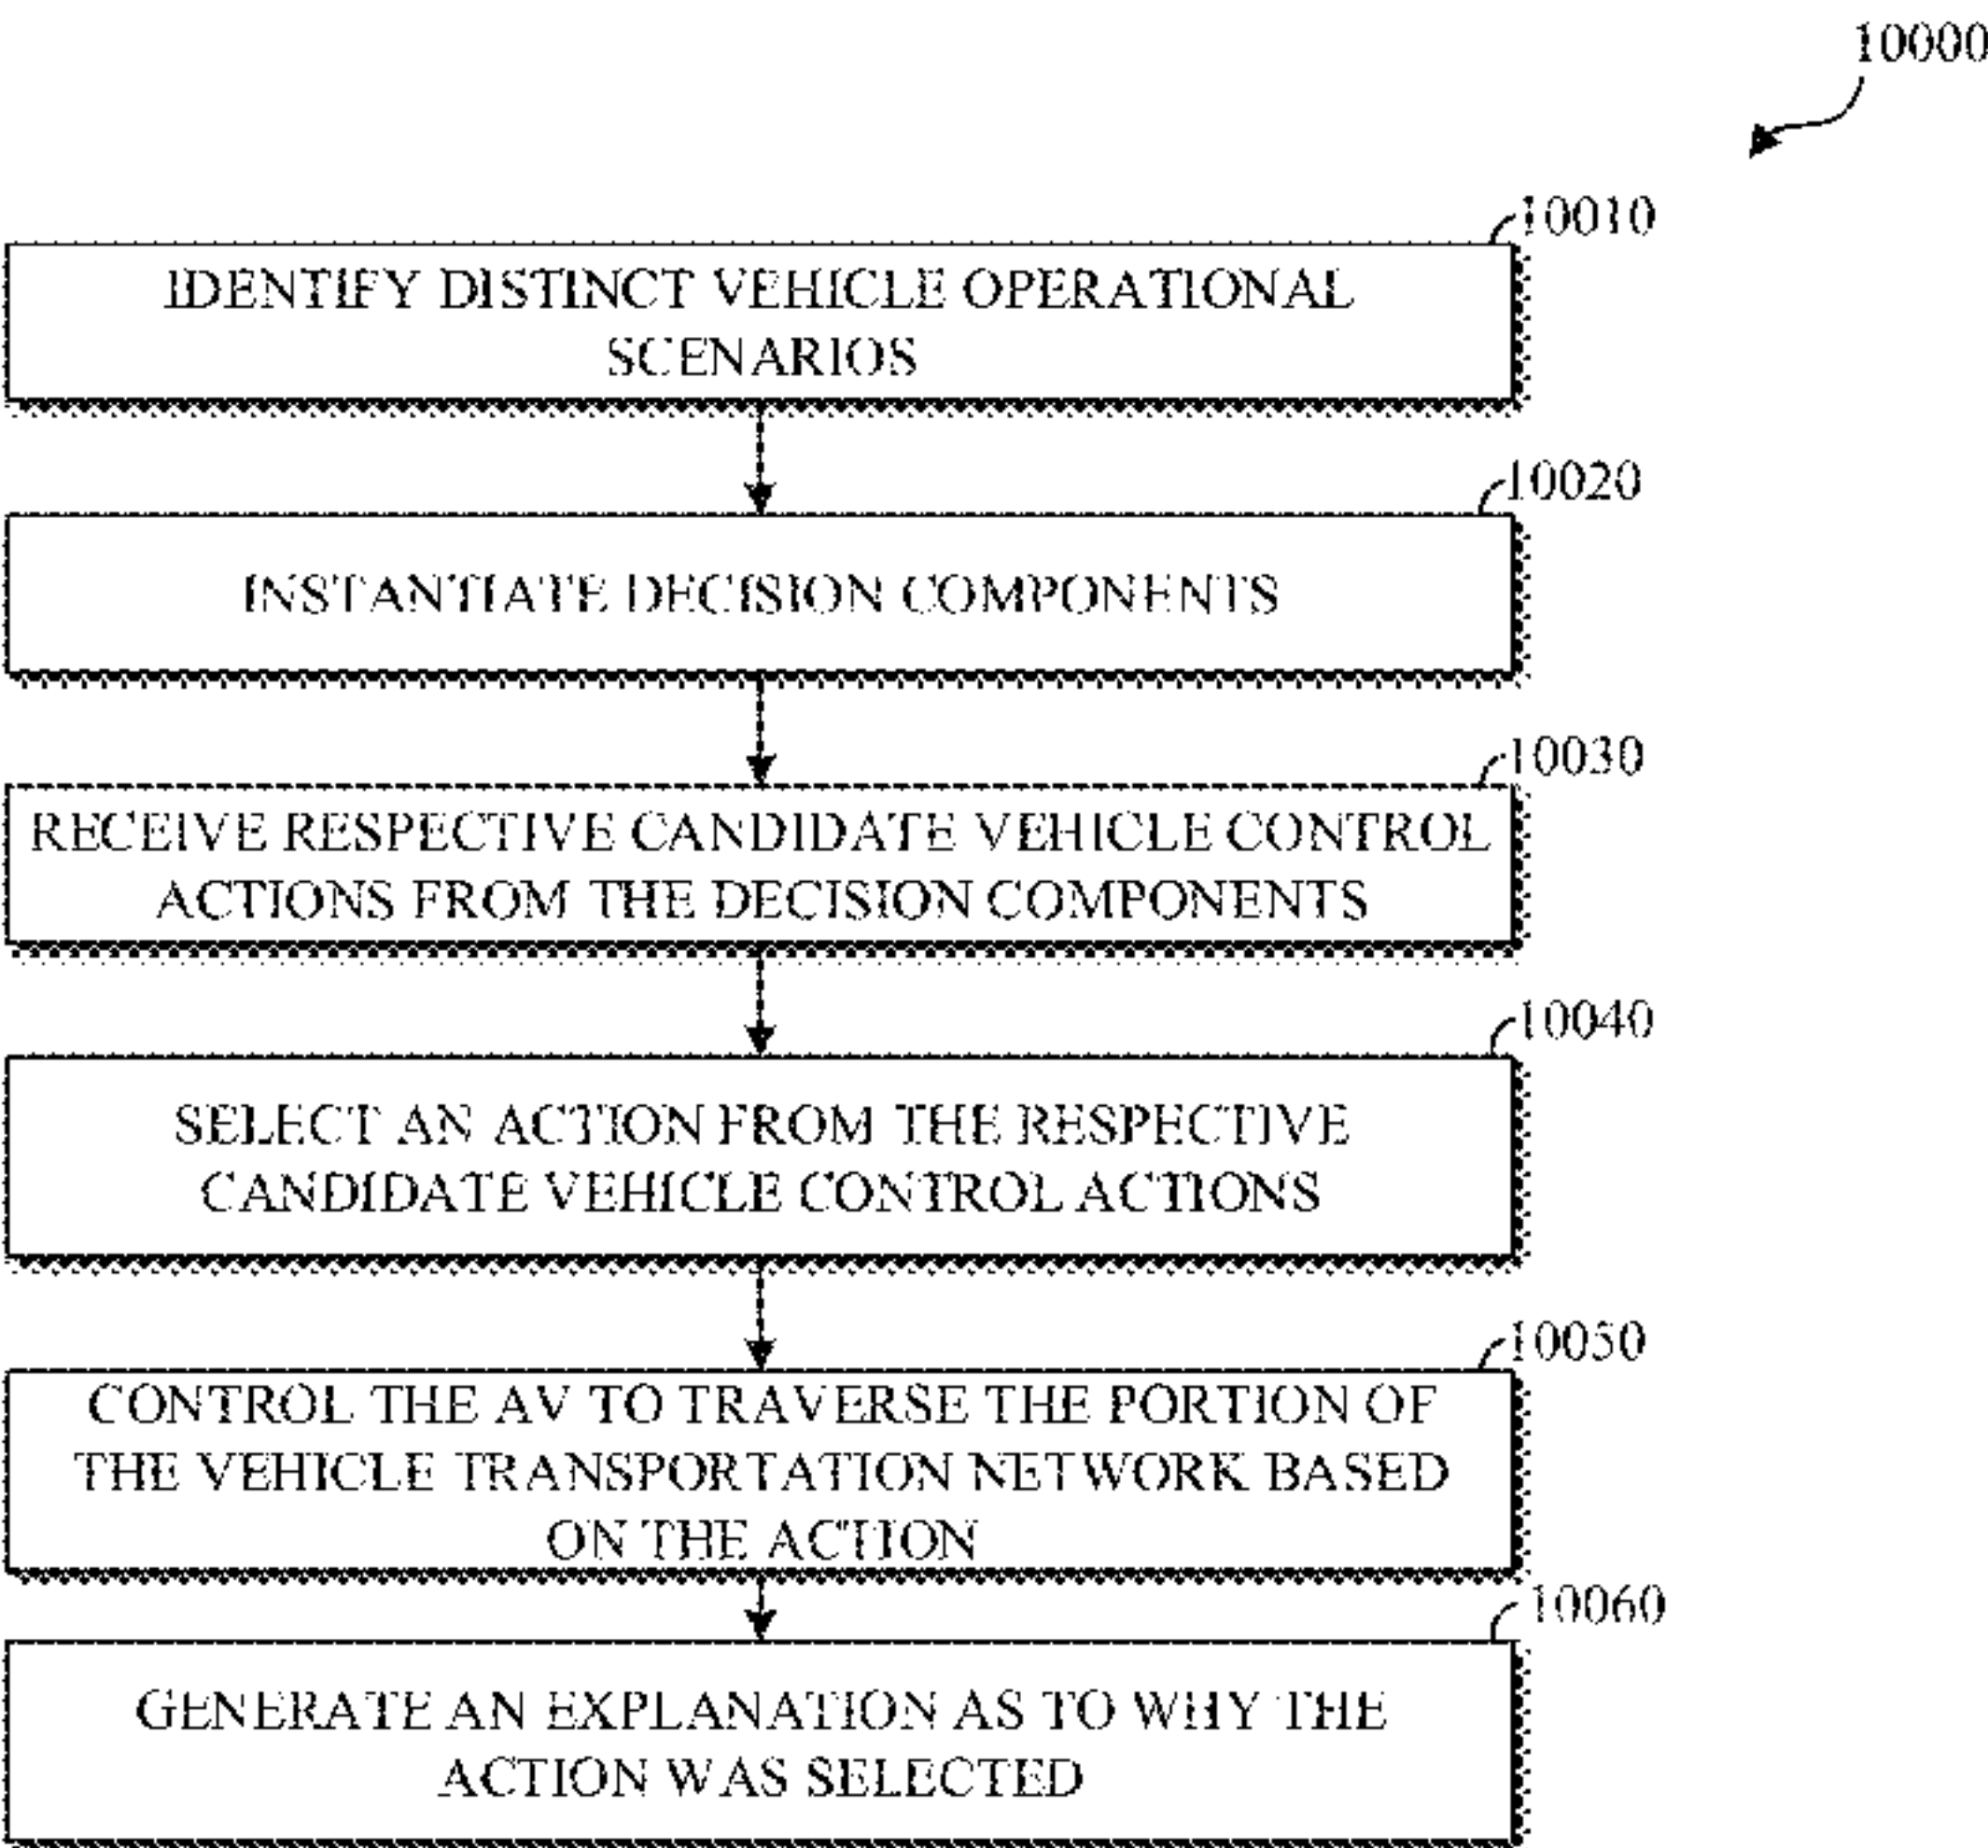 10000
10010
IDENTIFY DISTINCT VEHICLE OPERATIONAL
SCENARIOS
10020
INSTANTIATE DECISION COMPONENTS
10030
RECEIVE RESPECTIVE CANDIDATE VEHICLE CONTROL
ACTIONS FROM THE DECISION COMPONENTS
10040
SELECT AN ACTION FROM THE RESPECTIVE
CANDIDATE VEHICLE CONTROL ACTIONS
10050
CONTROL THE AV TO TRAVERSE THE PORTION OF
THE VEHICLE TRANSPORTATION NETWORK BASED
ON THE ACTION
10060
GENERATE AN EXPLANATION AS TO WHY THE
ACTION WAS SELECTED